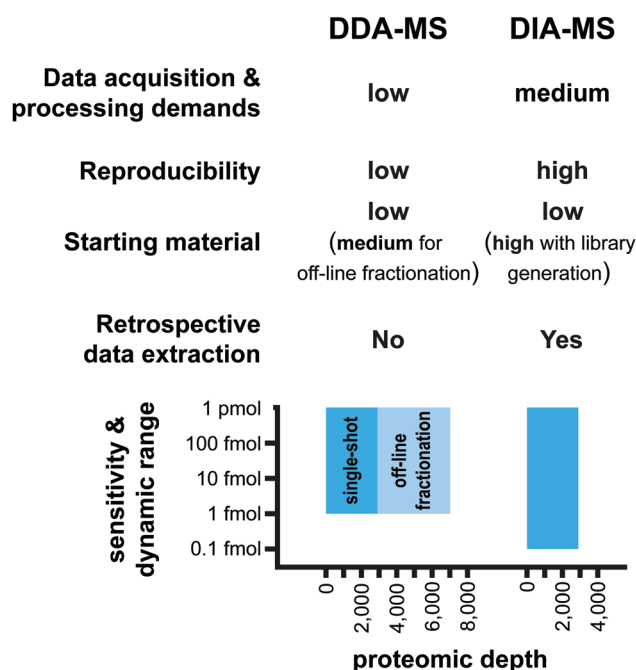 DDA-MS DIA-MS
Data acquisition &
processing demands low medium
Reproducibility low high
low low
Starting material (medium for (high with library
off-line fractionation) generation)
Retrospective
data extraction No Yes
sensitivity &
dynamic range
1 pmol
100 fmol
10 fmol
1 fmol
0.1 fmol
single-shot
off-line
fractionation
0 2,000 4,000 6,000 8,000 0 2,000 4,000
proteomic depth